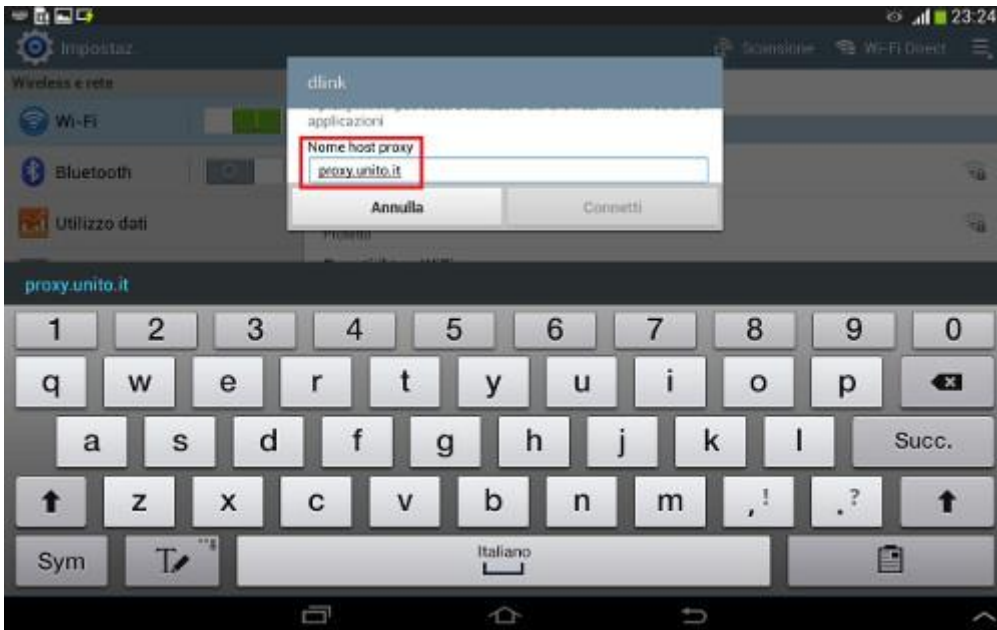 23:24
Impostaz.
Scansione
Wi-Fi Direct
Wireless e rete
Wi-Fi
Bluetooth
Utilizzo dati
dlink
applicazioni
Nome host proxy
proxy.unito.it
Annulla
Connetti
Protetto
proxy.unito.it
1 2 3 4 5 6 7 8 9 0
q w e r t y u i o p
a s d f g h j k l Succ.
z x c v b n m , ! . ?
Sym
Italiano